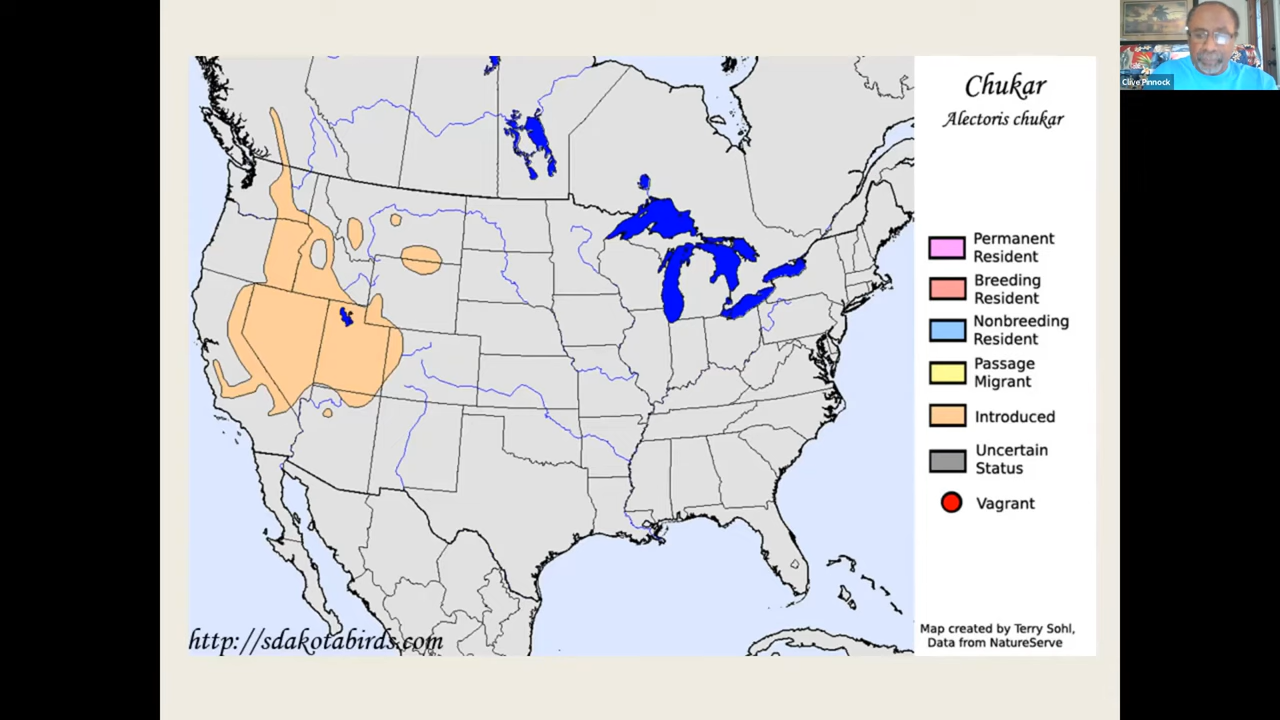 Chukar
Alectoris chukar
Permanent
Resident
Breeding
Resident
Nonbreeding
Resident
Passage
Migrant
Introduced
Uncertain
Status
Vagrant
Map created by Terry Sohl,
Data from NatureServe
http://sdakotabirds.com
Clive Pinnock